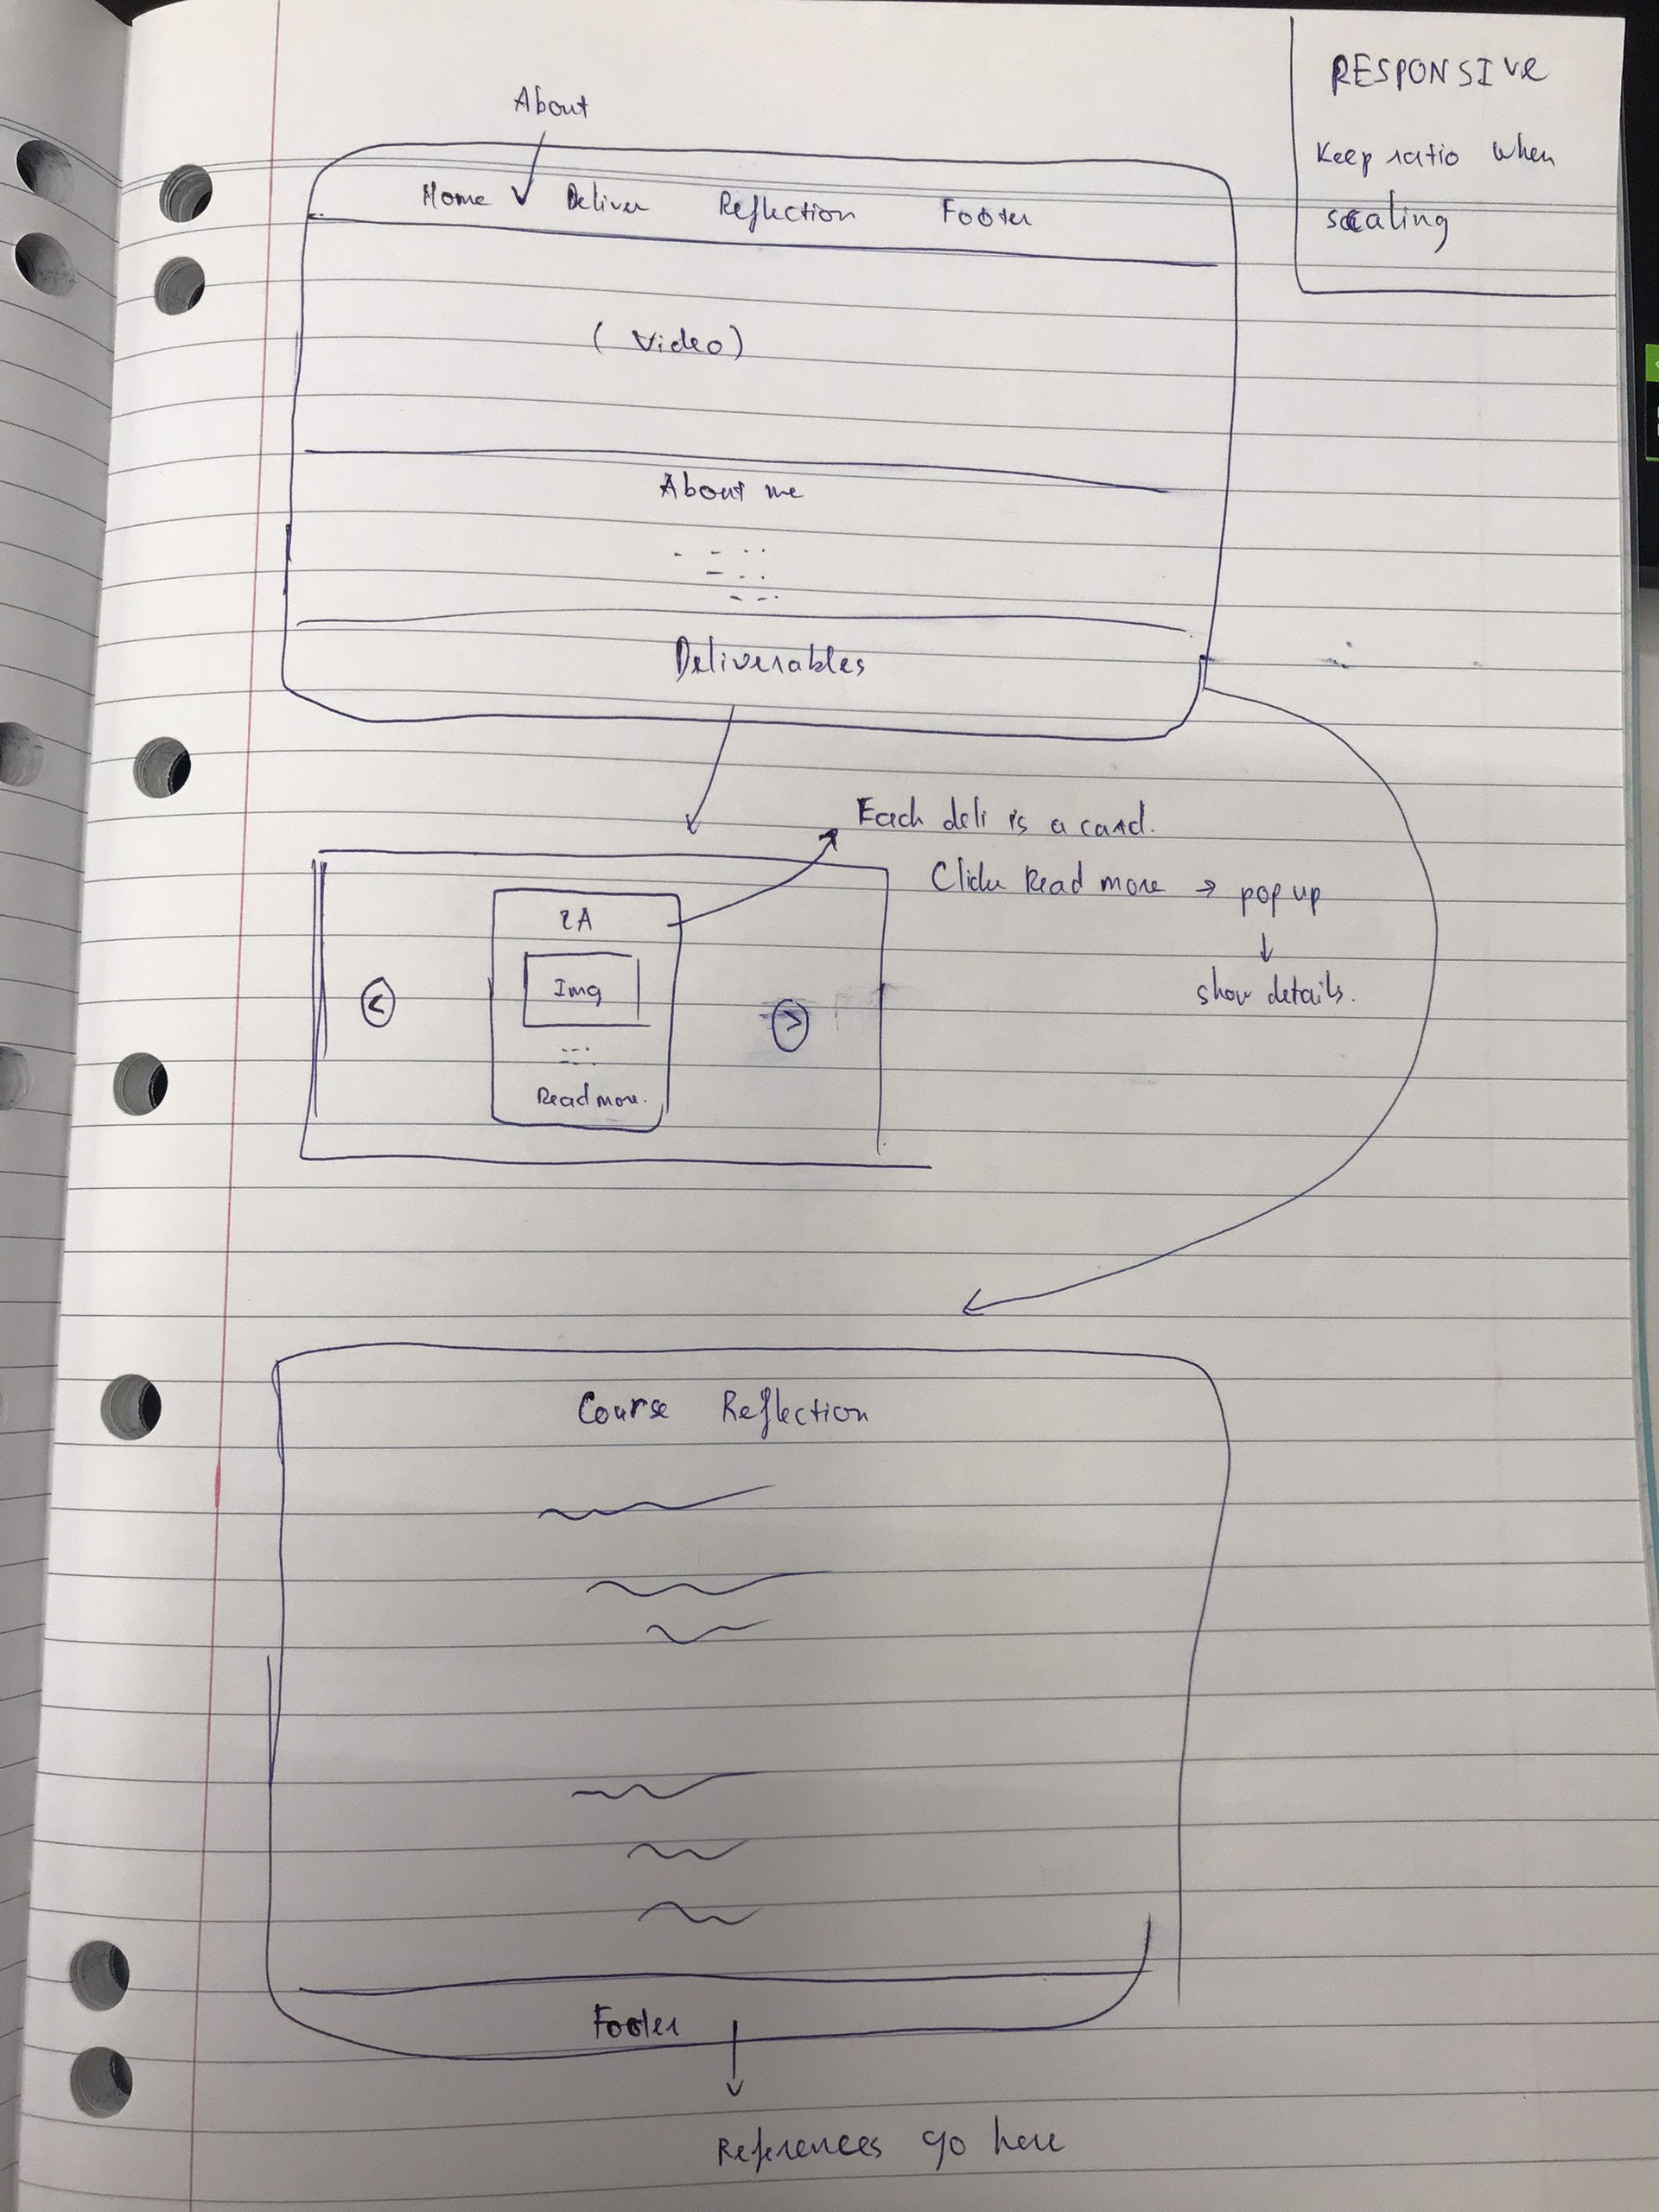 RESPONSIVE
Keep ratio when
scaling
About
Home Deliver Reflection Footer
(Video)
About me
Deliverables
Each deli is a card.
Click Read more → pop up
↓
show details.
2A
Img
<
>
Read more.
Course Reflection
Footer
References go here